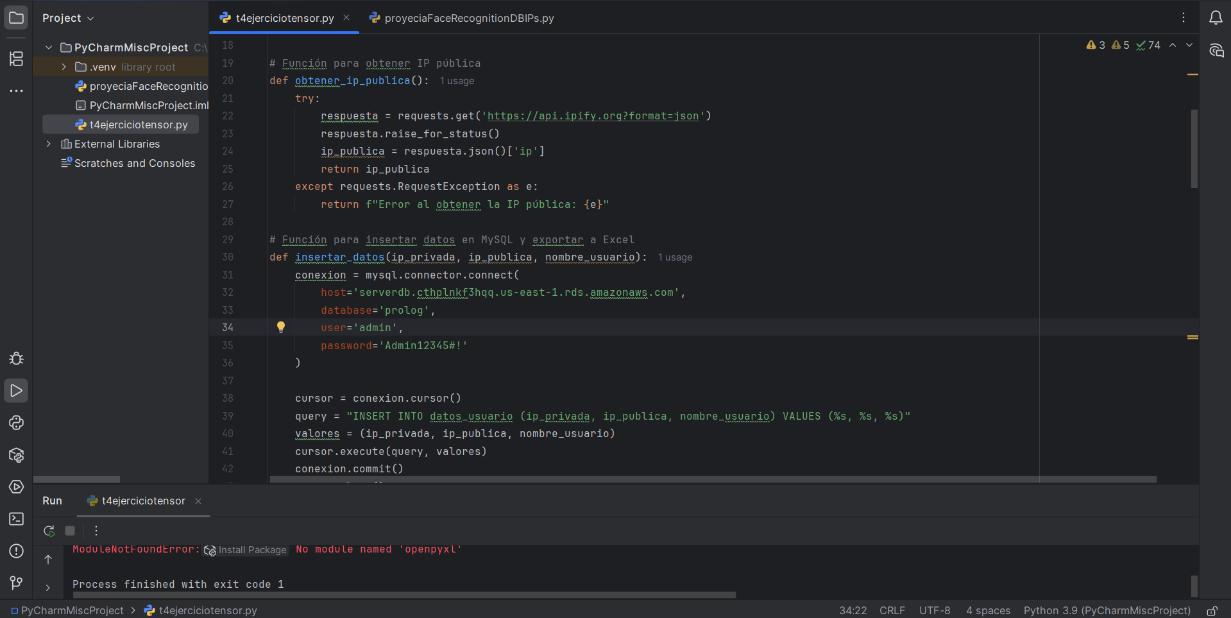 Project
t4ejerciciotensor.py
proyeciaFaceRecognitionDBIPs.py
PyCharmMiscProject C:\
.venv library root
proyeciaFaceRecognitio
PyCharmMiscProject.iml
t4ejerciciotensor.py
External Libraries
Scratches and Consoles
3 5 74
18
19 # Función para obtener IP pública
20 def obtener_ip_publica(): 1 usage
21 try:
22 respuesta = requests.get('https://api.ipify.org?format=json')
23 respuesta.raise_for_status()
24 ip_publica = respuesta.json()['ip']
25 return ip_publica
26 except requests.RequestException as e:
27 return f"Error al obtener la IP pública: {e}"
28
29 # Función para insertar datos en MySQL y exportar a Excel
30 def insertar_datos(ip_privada, ip_publica, nombre_usuario): 1 usage
31 conexion = mysql.connector.connect(
32 host='serverdb.cthplnkf3hqq.us-east-1.rds.amazonaws.com',
33 database='prolog',
34 user='admin',
35 password='Admin12345#!'
36 )
37
38 cursor = conexion.cursor()
39 query = "INSERT INTO datos_usuario (ip_privada, ip_publica, nombre_usuario) VALUES (%s, %s, %s)"
40 valores = (ip_privada, ip_publica, nombre_usuario)
41 cursor.execute(query, valores)
42 conexion.commit()
Run t4ejerciciotensor
ModuleNotFoundError: Install Package No module named 'openpyxl'
Process finished with exit code 1
PyCharmMiscProject > t4ejerciciotensor.py
34:22 CRLF UTF-8 4 spaces Python 3.9 (PyCharmMiscProject)